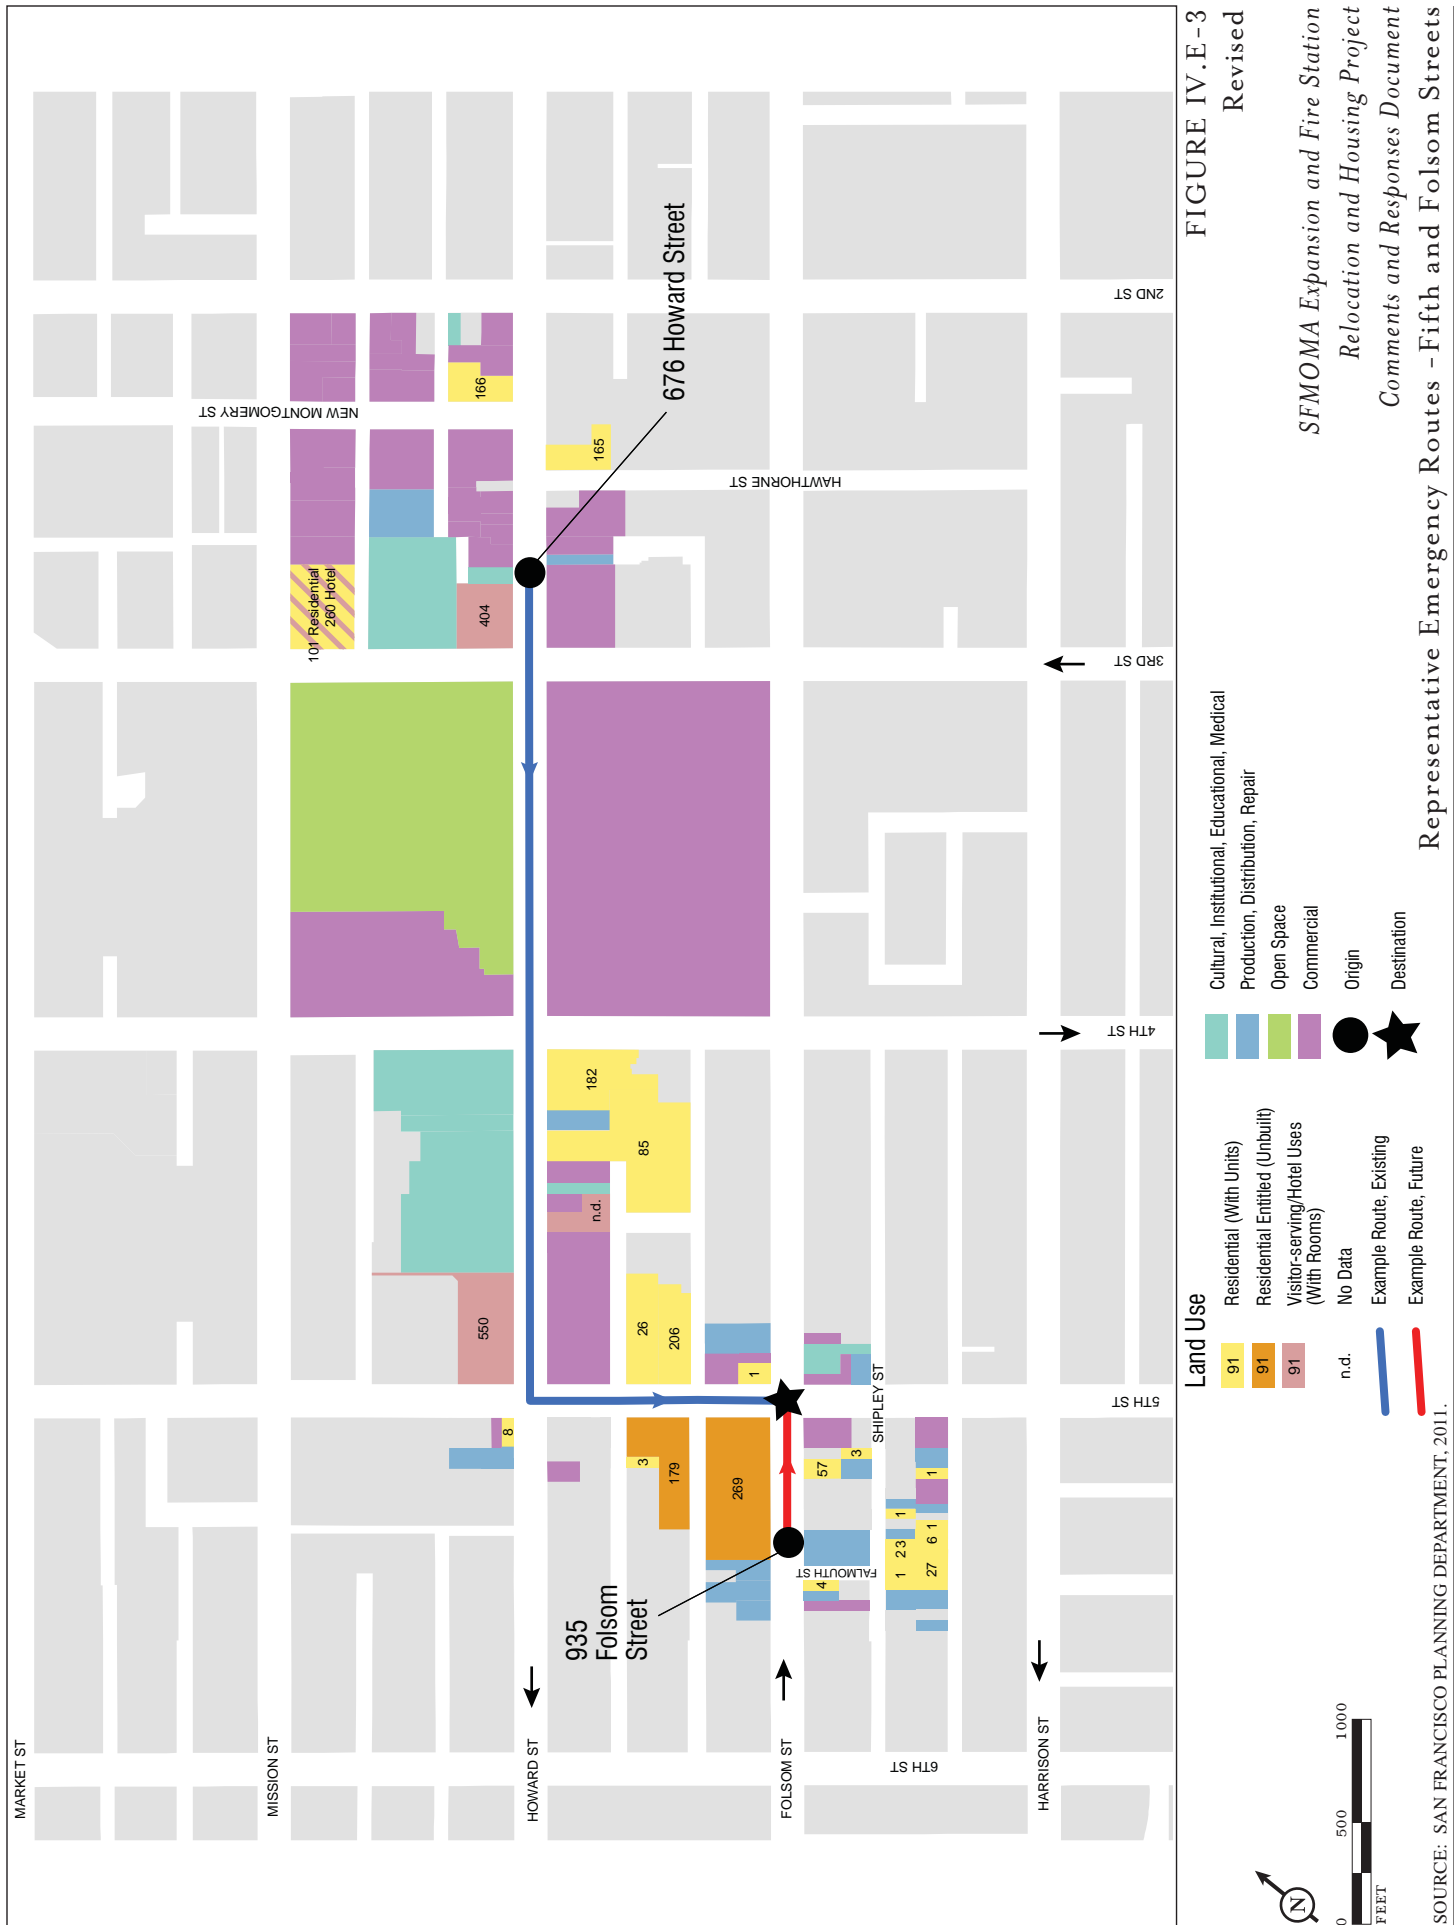 MARKET ST
MISSION ST
HOWARD ST
FOLSOM ST
HARRISON ST
6TH ST
5TH ST
4TH ST
3RD ST
2ND ST
NEW MONTGOMERY ST
HAWTHORNE ST
SHIPLEY ST
FALMOUTH ST
935
Folsom
Street
676 Howard Street
101 Residential
260 Hotel
404
166
165
550
8
182
85
n.d.
26
206
1
3
179
269
57
3
4
1
1
2 3
1
27
6 1
Land Use
91
Residential (With Units)
91
Residential Entitled (Unbuilt)
91
Visitor-serving/Hotel Uses
(With Rooms)
n.d.
No Data
Example Route, Existing
Example Route, Future
Cultural, Institutional, Educational, Medical
Production, Distribution, Repair
Open Space
Commercial
Origin
Destination
N
0 500 1000
FEET
SOURCE: SAN FRANCISCO PLANNING DEPARTMENT, 2011.
FIGURE IV.E-3
Revised
SFMOMA Expansion and Fire Station
Relocation and Housing Project
Comments and Responses Document
Representative Emergency Routes - Fifth and Folsom Streets